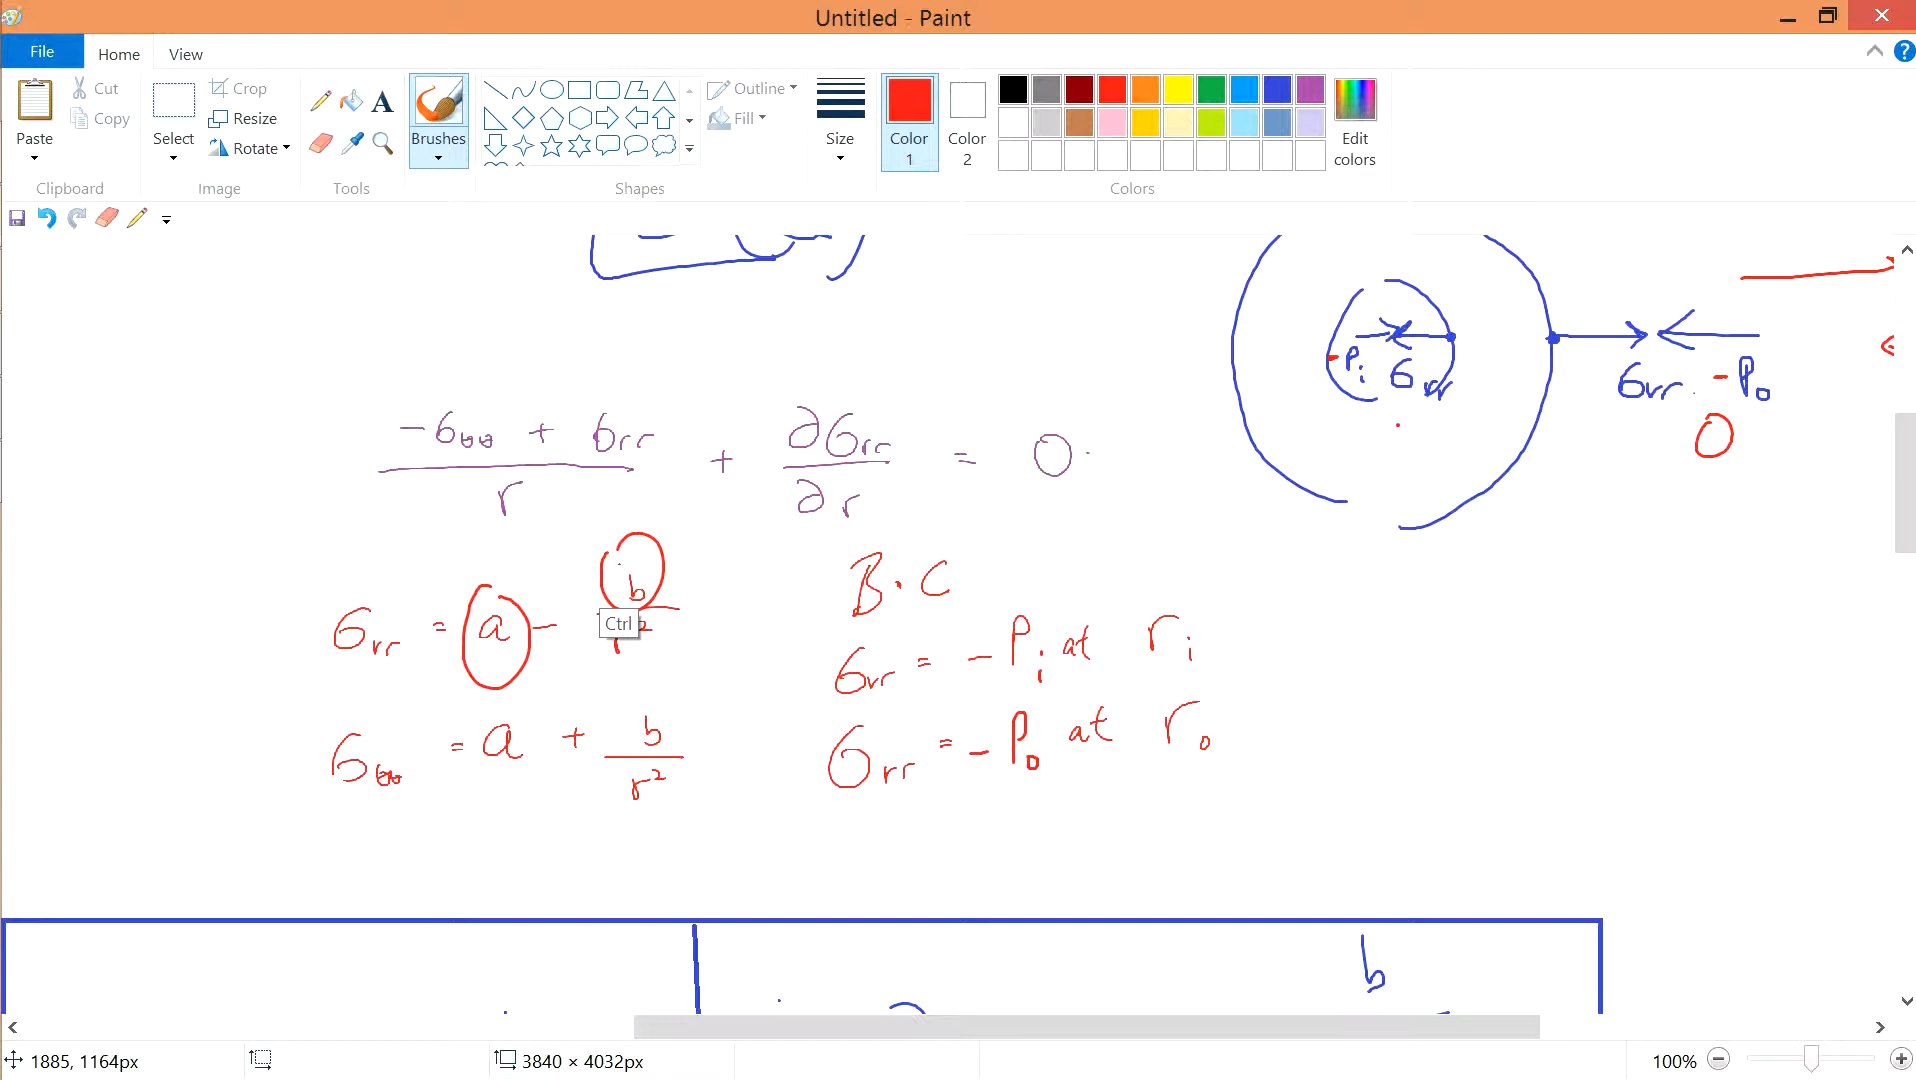 Untitled - Paint
File Home View
Paste
Cut
Copy
Clipboard
Select
Crop
Resize
Rotate
Image
Tools
Brushes
Shapes
Outline
Fill
Size
Color 1
Color 2
Edit colors
Colors
-Pi σrr
σrr -Po
0
(-σθθ + σrr)/r + ∂σrr/∂r = 0
B.C
σrr = a - b/r²
Ctrl
σrr = -Pi at ri
σθθ = a + b/r²
σrr = -Po at ro
b
1885, 1164px
3840 × 4032px
100%